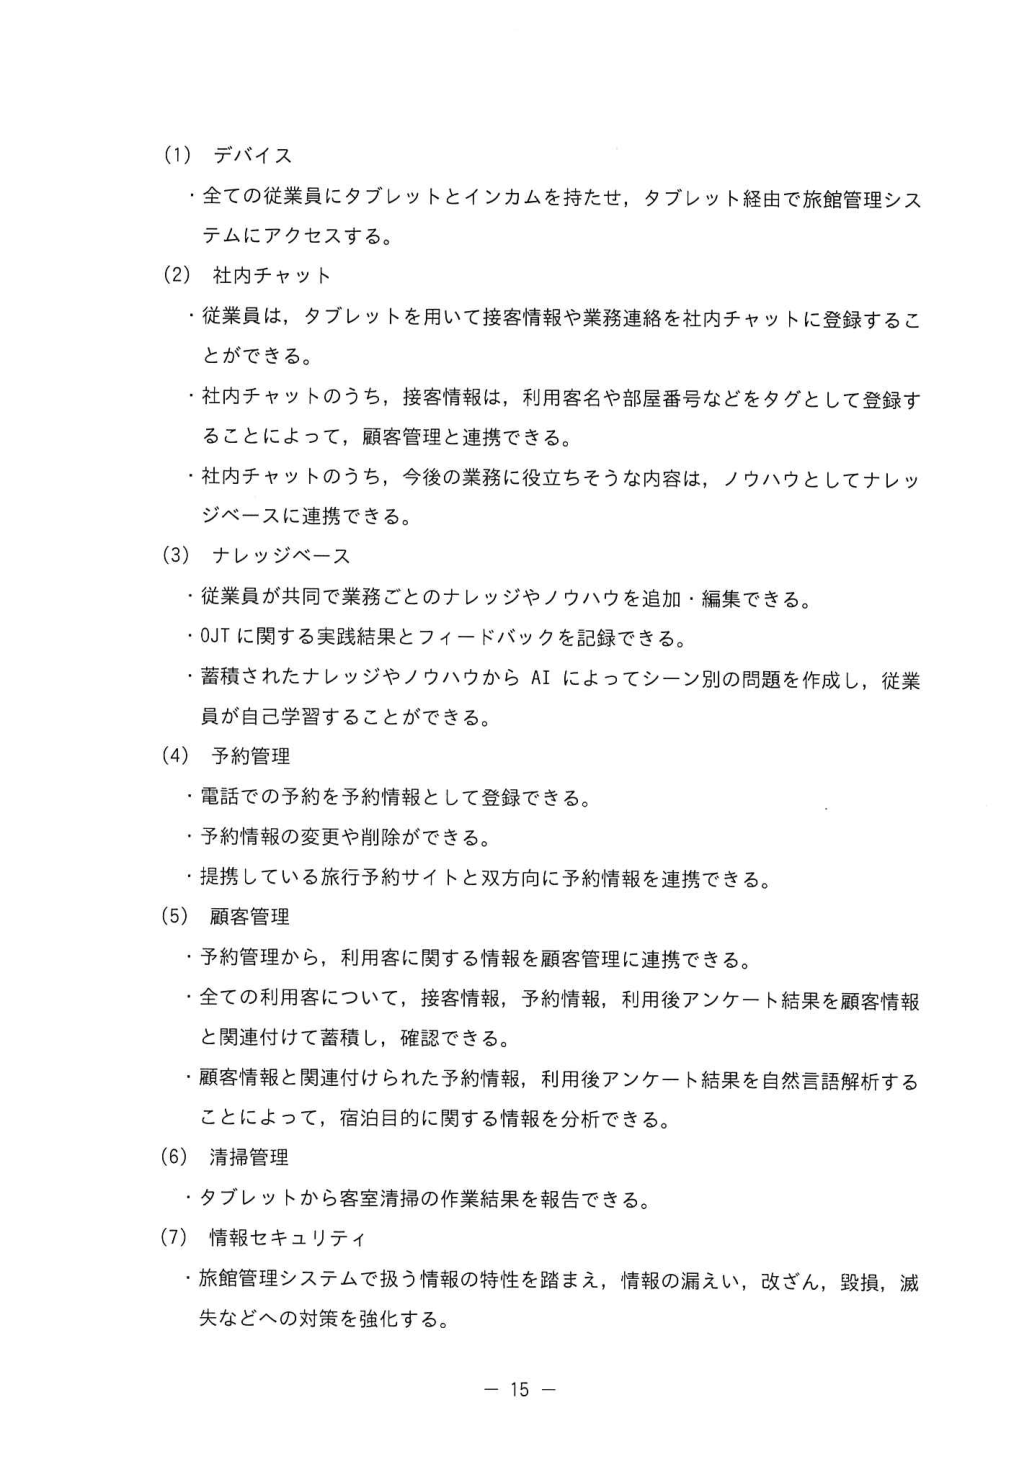 (1) デバイス
・全ての従業員にタブレットとインカムを持たせ，タブレット経由で旅館管理シス
テムにアクセスする。
(2) 社内チャット
・従業員は，タブレットを用いて接客情報や業務連絡を社内チャットに登録するこ
とができる。
・社内チャットのうち，接客情報は，利用客名や部屋番号などをタグとして登録す
ることによって，顧客管理と連携できる。
・社内チャットのうち，今後の業務に役立ちそうな内容は，ノウハウとしてナレッ
ジベースに連携できる。
(3) ナレッジベース
・従業員が共同で業務ごとのナレッジやノウハウを追加・編集できる。
・OJT に関する実践結果とフィードバックを記録できる。
・蓄積されたナレッジやノウハウから AI によってシーン別の問題を作成し，従業
員が自己学習することができる。
(4) 予約管理
・電話での予約を予約情報として登録できる。
・予約情報の変更や削除ができる。
・提携している旅行予約サイトと双方向に予約情報を連携できる。
(5) 顧客管理
・予約管理から，利用客に関する情報を顧客管理に連携できる。
・全ての利用客について，接客情報，予約情報，利用後アンケート結果を顧客情報
と関連付けて蓄積し，確認できる。
・顧客情報と関連付けられた予約情報，利用後アンケート結果を自然言語解析する
ことによって，宿泊目的に関する情報を分析できる。
(6) 清掃管理
・タブレットから客室清掃の作業結果を報告できる。
(7) 情報セキュリティ
・旅館管理システムで扱う情報の特性を踏まえ，情報の漏えい，改ざん，毀損，滅
失などへの対策を強化する。
― 15 ―